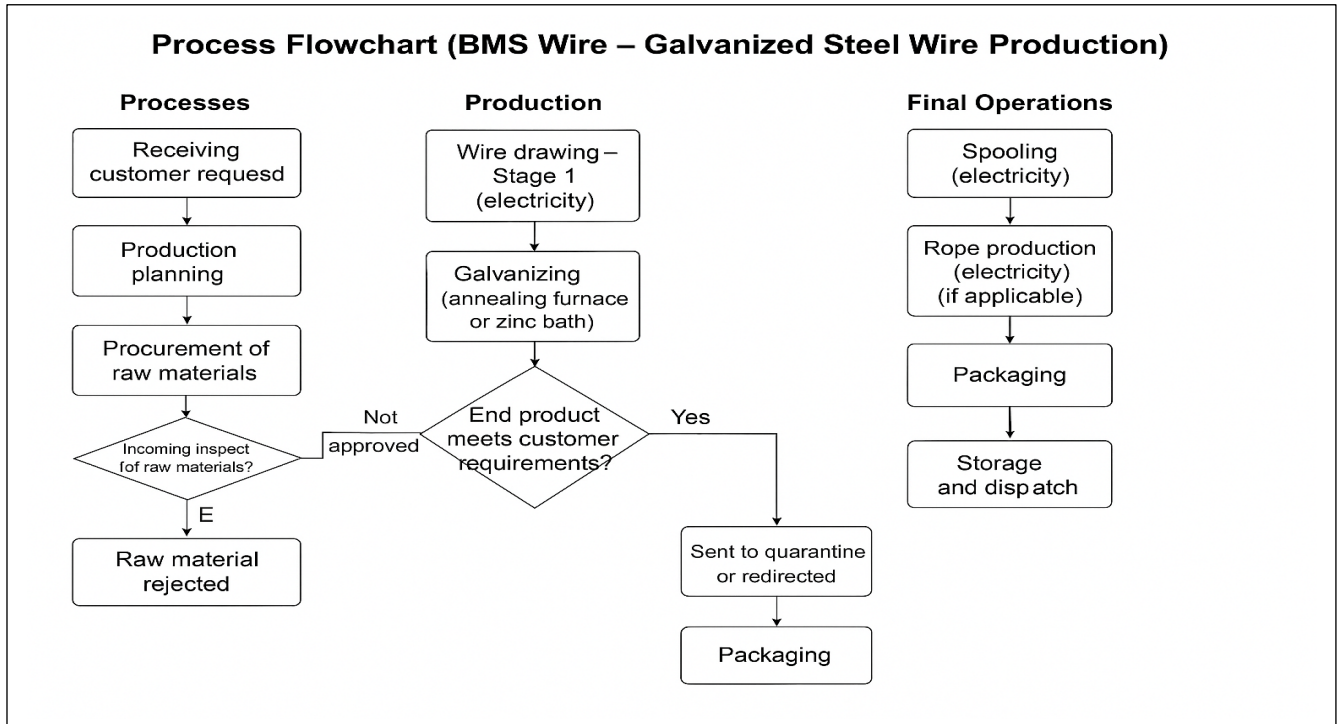 Process Flowchart (BMS Wire – Galvanized Steel Wire Production)
Processes
Receiving
customer requesd
Production
planning
Procurement of
raw materials
Incoming inspect
[of raw materials?
E
Raw material
rejected
Not
approved
Production
Wire drawing –
Stage 1
(electricity)
Galvanizing
(annealing furnace
or zinc bath)
End product
meets customer
requirements?
Yes
Sent to quarantine
or redirected
Packaging
Final Operations
Spooling
(electricity)
Rope production
(electricity)
(if applicable)
Packaging
Storage
and dispatch